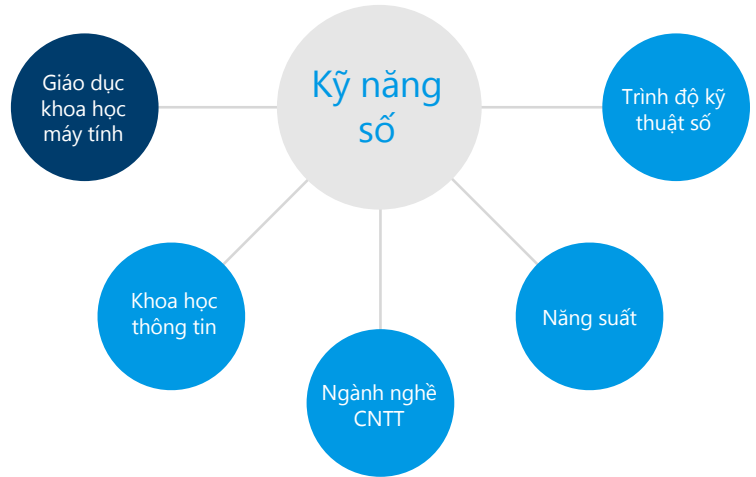 Kỹ năng
số
Giáo dục
khoa học
máy tính
Trình độ kỹ
thuật số
Khoa học
thông tin
Năng suất
Ngành nghề
CNTT